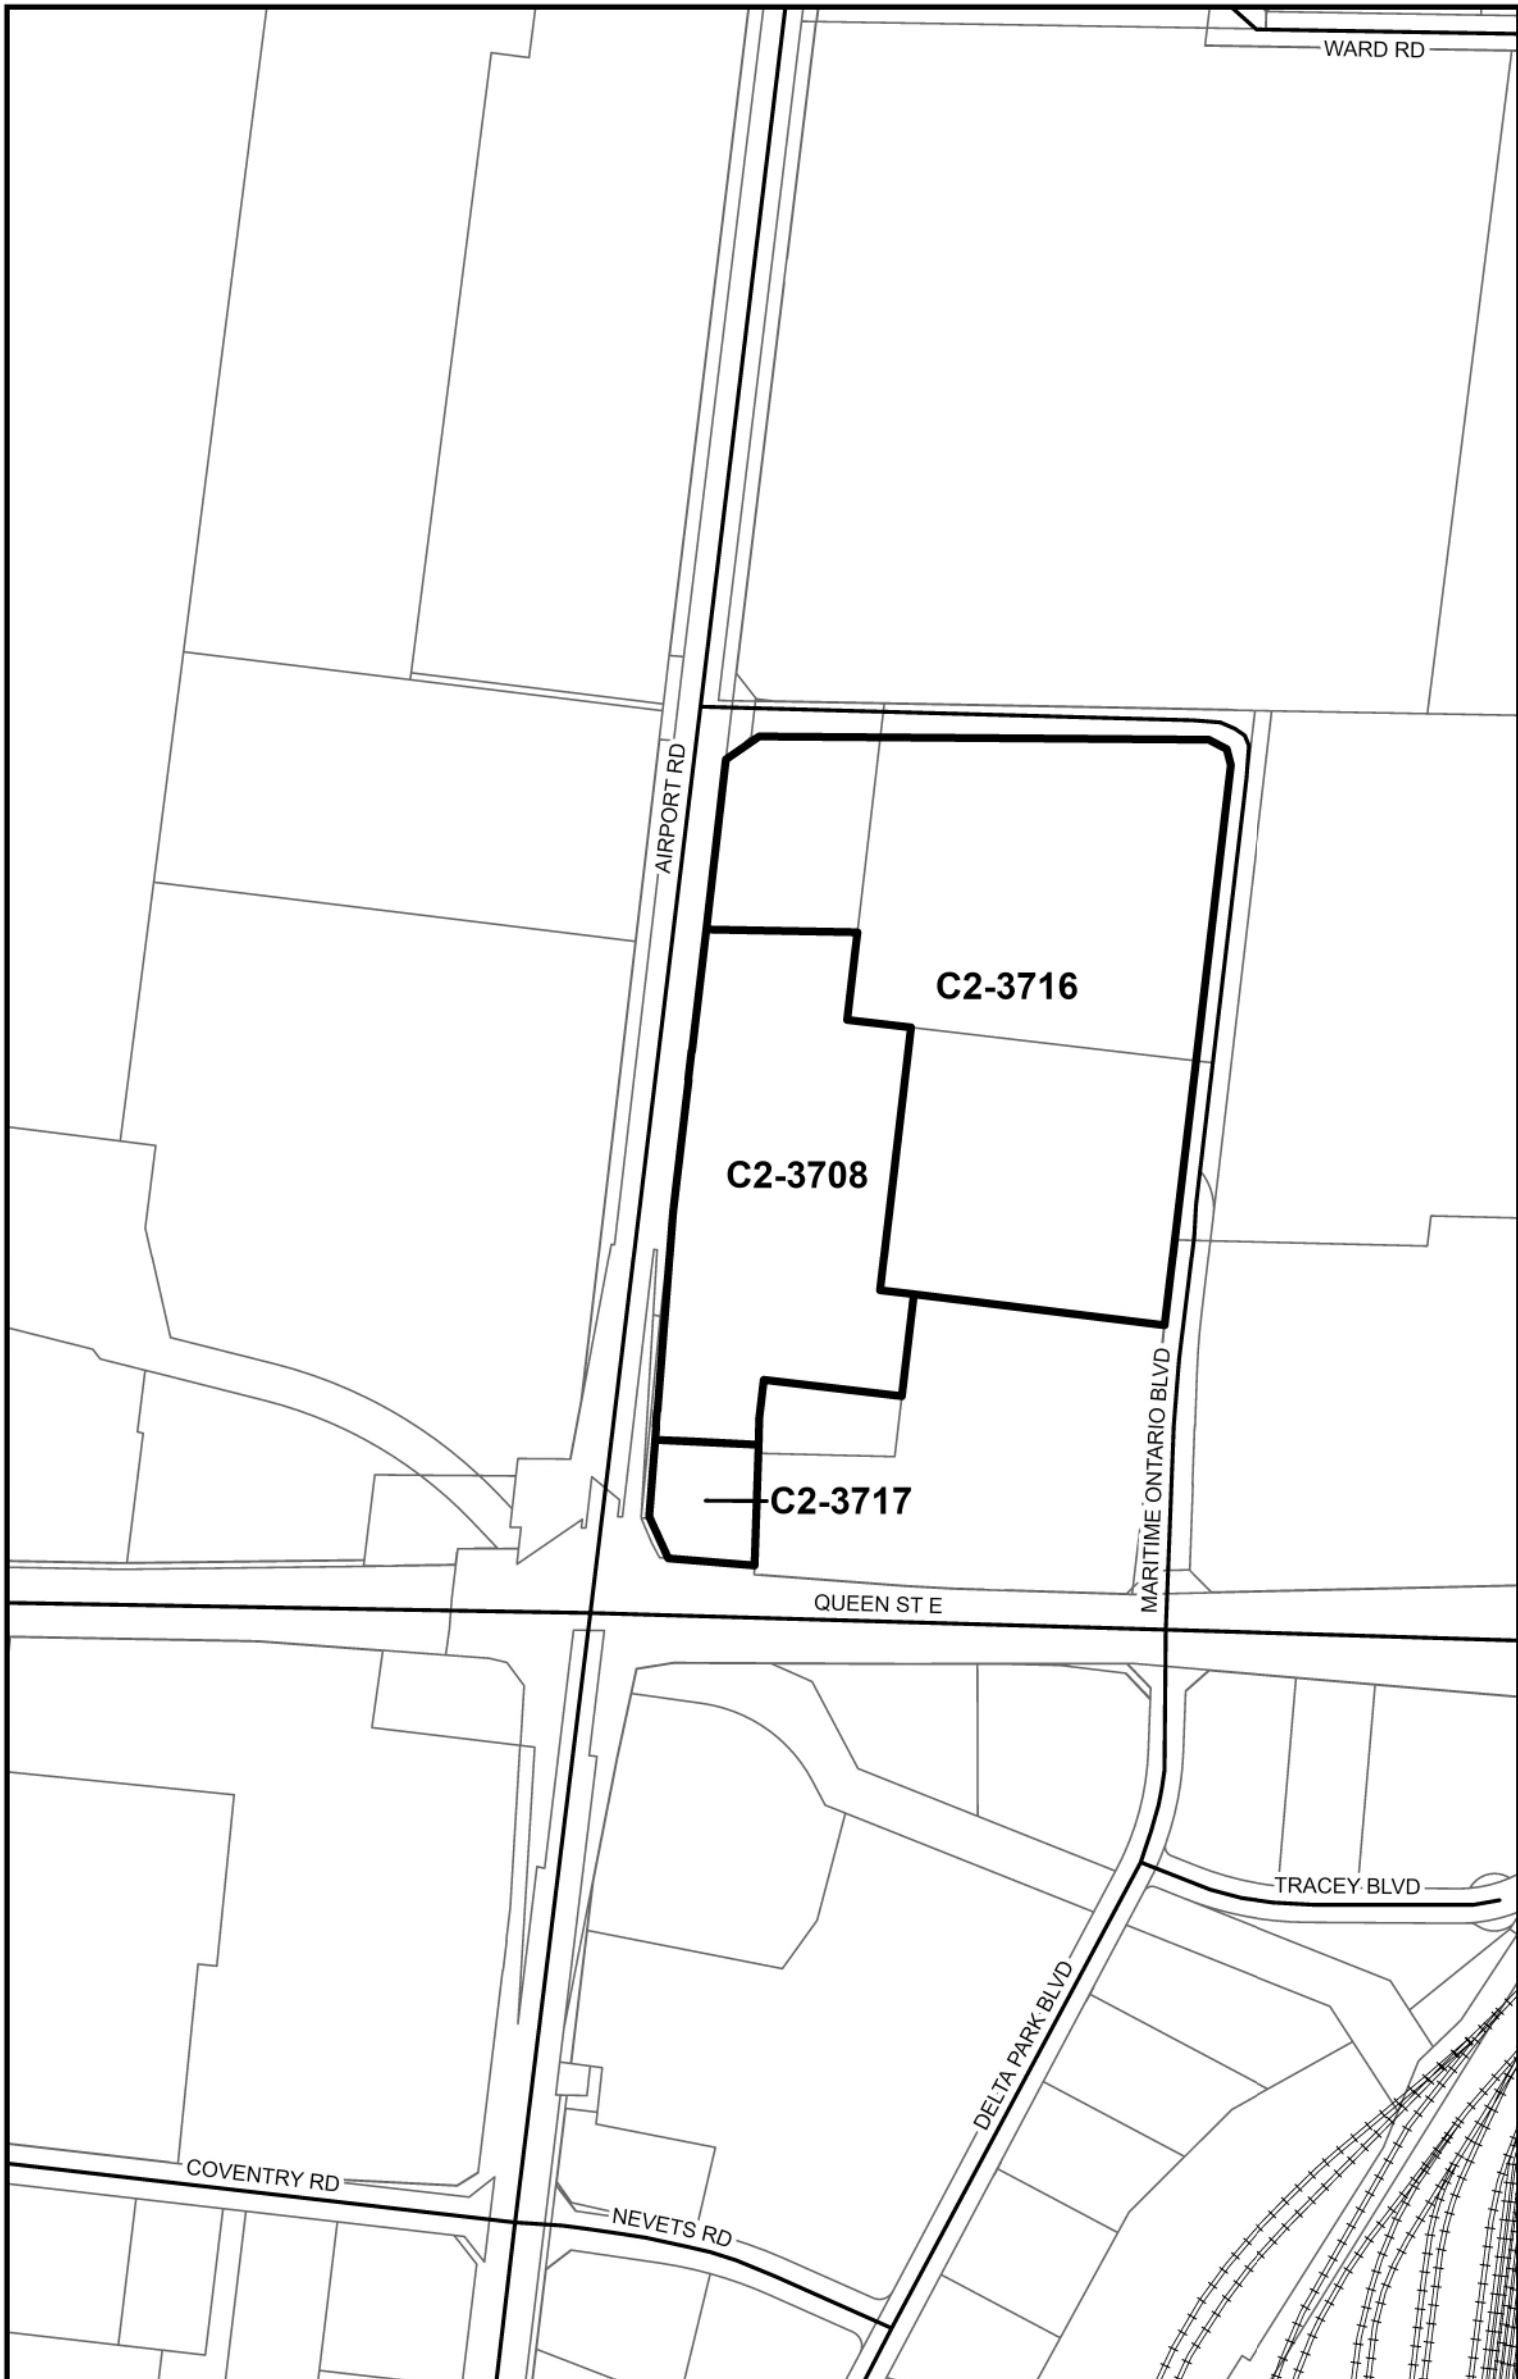 WARD RD
AIRPORT RD
C2-3716
C2-3708
MARITIME ONTARIO BLVD
C2-3717
QUEEN ST E
TRACEY BLVD
DELTA PARK BLVD
COVENTRY RD
NEVETS RD